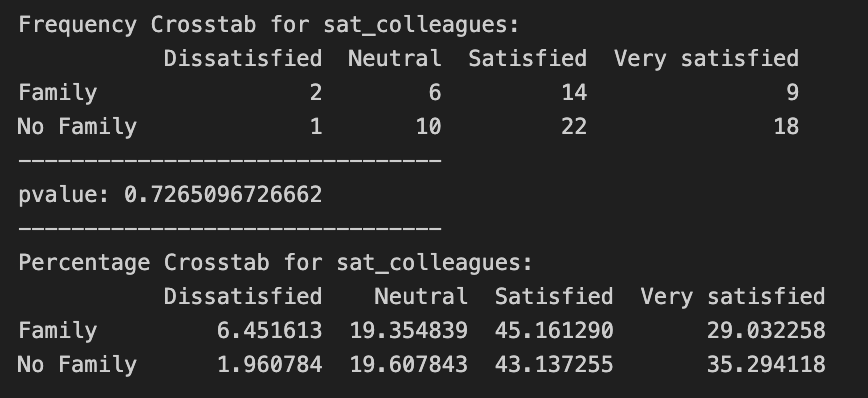 Frequency Crosstab for sat_colleagues:
Dissatisfied Neutral Satisfied Very satisfied
Family 2 6 14 9
No Family 1 10 22 18
--------------------------------
pvalue: 0.7265096726662
--------------------------------
Percentage Crosstab for sat_colleagues:
Dissatisfied Neutral Satisfied Very satisfied
Family 6.451613 19.354839 45.161290 29.032258
No Family 1.960784 19.607843 43.137255 35.294118